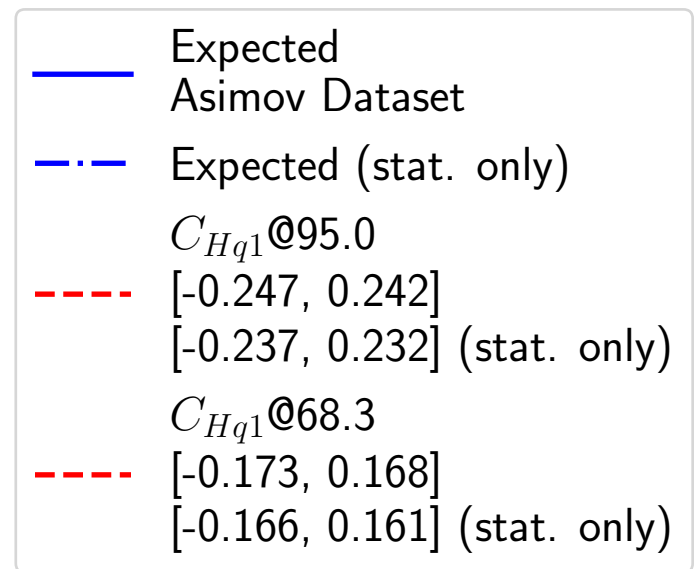 Expected
Asimov Dataset
Expected (stat. only)
$C_{Hq1}$@95.0
[-0.247, 0.242]
[-0.237, 0.232] (stat. only)
$C_{Hq1}$@68.3
[-0.173, 0.168]
[-0.166, 0.161] (stat. only)